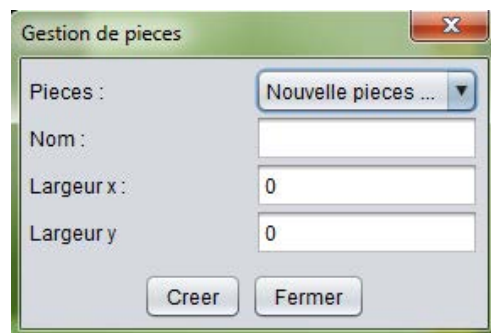 Gestion de pieces
Pieces : Nouvelle pieces ...
Nom :
Largeur x : 0
Largeur y 0
Creer Fermer